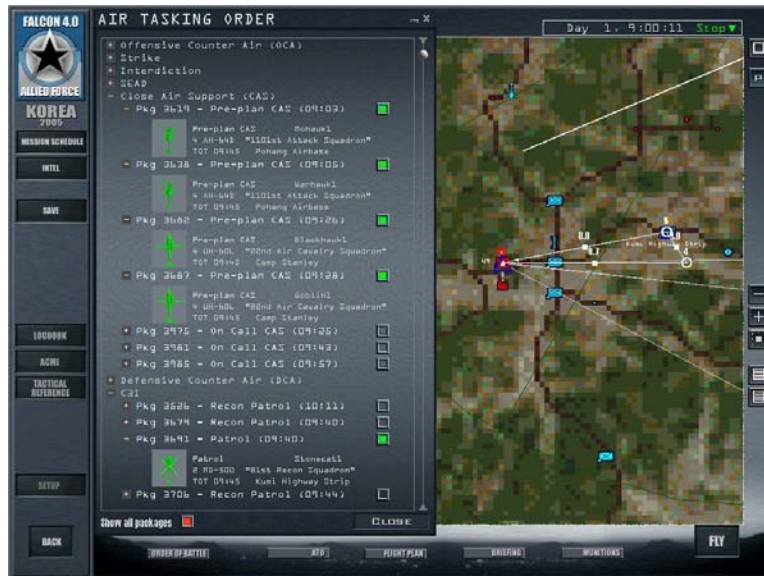 FALCON 4.0
ALLIED FORCE
KOREA
2005
MISSION SCHEDULE
INTEL
SAVE
LOGBOOK
ACMI
TACTICAL
REFERENCE
SETUP
BACK
AIR TASKING ORDER
Offensive Counter Air (OCA)
Strike
Interdiction
SEAD
Close Air Support (CAS)
Pkg 3619 - Pre-plan CAS (09:03)
Pre-plan CAS Mohawk1
4 AH-64D "1101st Attack Squadron"
TOT 09:45 Pohang Airbase
Pkg 3638 - Pre-plan CAS (09:06)
Pre-plan CAS Warhawk1
4 AH-64D "1101st Attack Squadron"
TOT 09:45 Pohang Airbase
Pkg 3682 - Pre-plan CAS (09:26)
Pre-plan CAS Blackhawk1
4 UH-60L "22nd Air Cavalry Squadron"
TOT 09:45 Camp Stanley
Pkg 3687 - Pre-plan CAS (09:28)
Pre-plan CAS Goblin1
4 UH-60L "22nd Air Cavalry Squadron"
TOT 09:45 Camp Stanley
Pkg 3975 - On Call CAS (09:25)
Pkg 3981 - On Call CAS (09:43)
Pkg 3985 - On Call CAS (09:57)
Defensive Counter Air (DCA)
C3I
Pkg 3526 - Recon Patrol (10:11)
Pkg 3679 - Recon Patrol (09:40)
Pkg 3691 - Patrol (09:40)
Patrol Stonecat1
2 MD-500 "81st Recon Squadron"
TOT 09:45 Kumi Highway Strip
Pkg 3706 - Recon Patrol (09:44)
Show all packages
CLOSE
Day 1, 9:00:11 Stop
Kumi Highway Strip
ORDER OF BATTLE
ATO
FLIGHT PLAN
BRIEFING
MUNITIONS
FLY